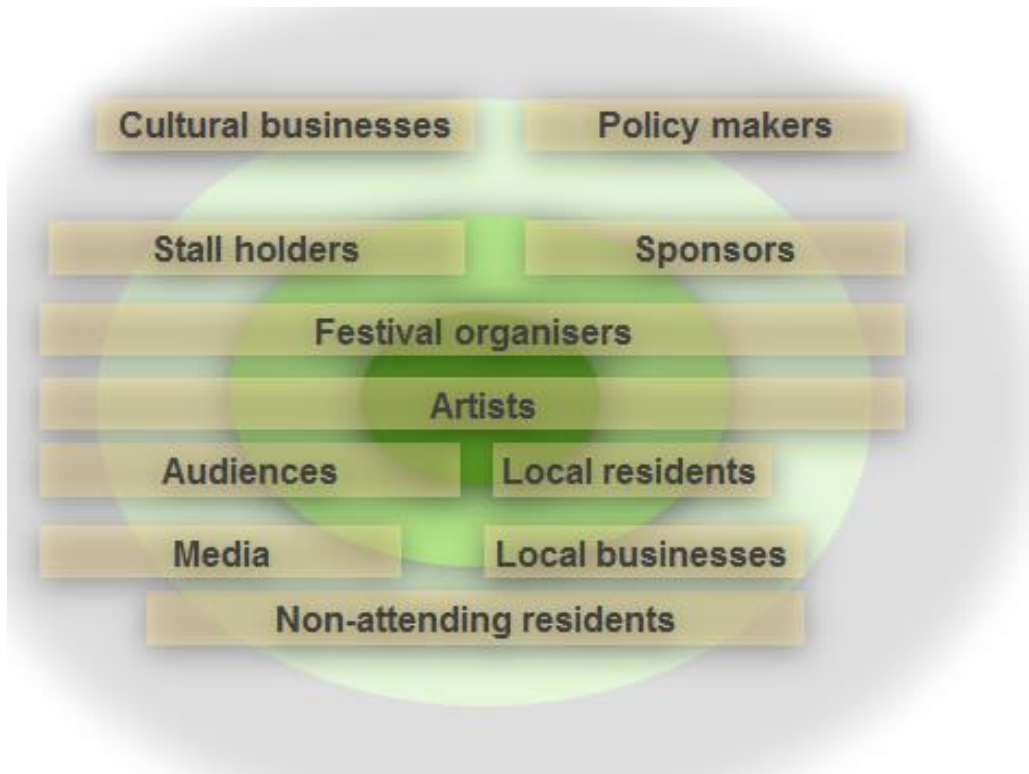 Cultural businesses
Policy makers
Stall holders
Sponsors
Festival organisers
Artists
Audiences
Local residents
Media
Local businesses
Non-attending residents